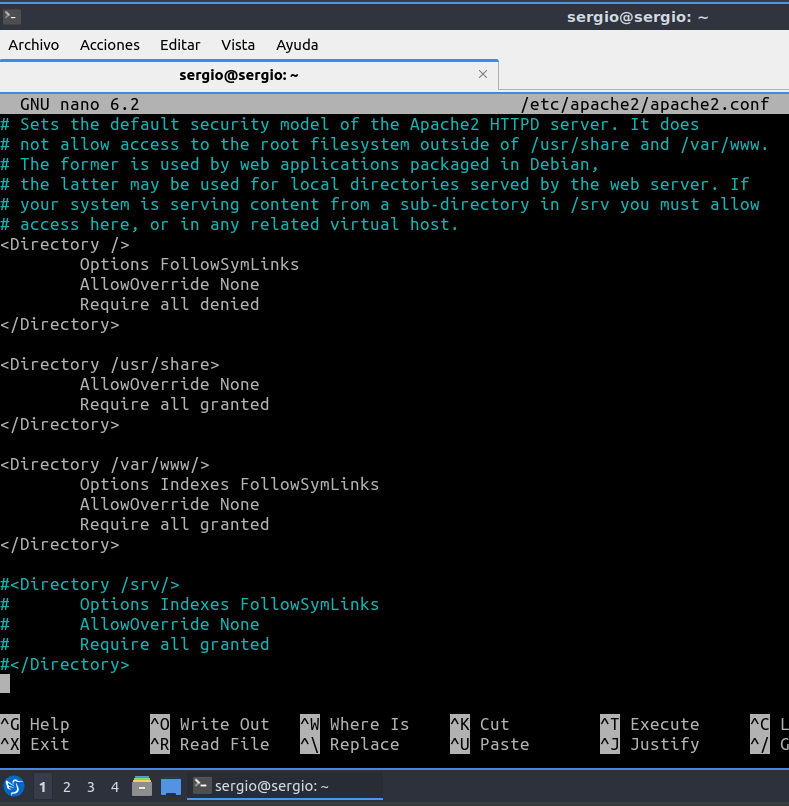 sergio@sergio: ~
Archivo Acciones Editar Vista Ayuda
sergio@sergio: ~
GNU nano 6.2 /etc/apache2/apache2.conf
# Sets the default security model of the Apache2 HTTPD server. It does
# not allow access to the root filesystem outside of /usr/share and /var/www.
# The former is used by web applications packaged in Debian,
# the latter may be used for local directories served by the web server. If
# your system is serving content from a sub-directory in /srv you must allow
# access here, or in any related virtual host.
<Directory />
        Options FollowSymLinks
        AllowOverride None
        Require all denied
</Directory>

<Directory /usr/share>
        AllowOverride None
        Require all granted
</Directory>

<Directory /var/www/>
        Options Indexes FollowSymLinks
        AllowOverride None
        Require all granted
</Directory>

#<Directory /srv/>
#       Options Indexes FollowSymLinks
#       AllowOverride None
#       Require all granted
#</Directory>

^G Help ^O Write Out ^W Where Is ^K Cut ^T Execute ^C
^X Exit ^R Read File ^\ Replace ^U Paste ^J Justify ^/
1 2 3 4 sergio@sergio: ~